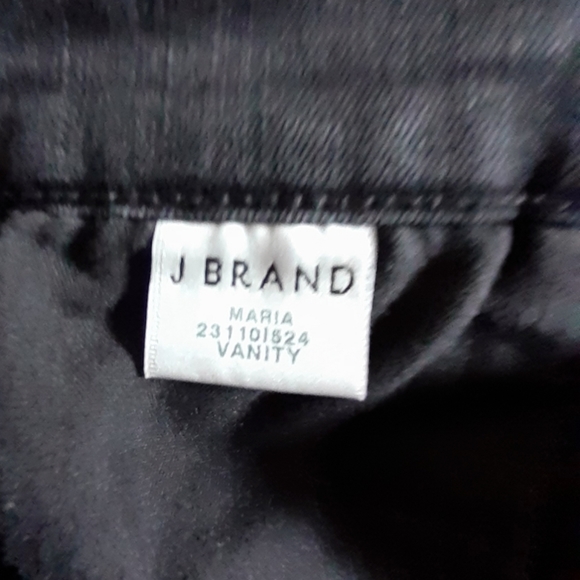 J BRAND
MARIA
23110I524
VANITY